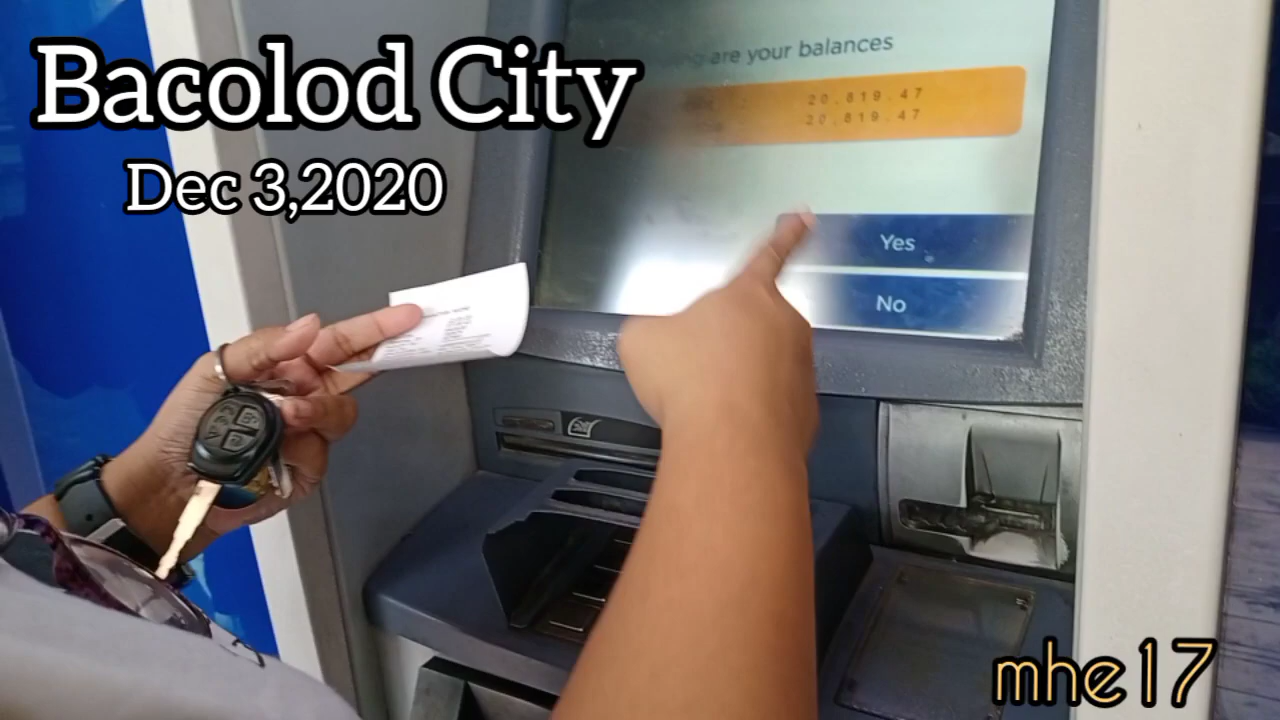 Bacolod City
Dec 3,2020
are your balances
20,819.47
20,819.47
Yes
No
mhe17